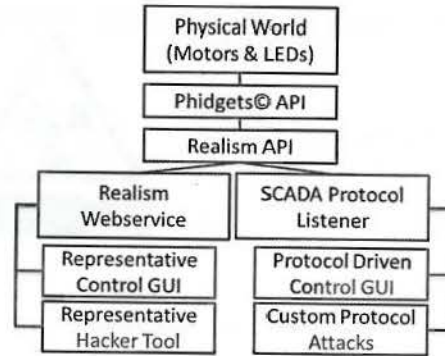 Physical World
(Motors & LEDs)
Phidgets© API
Realism API
Realism
Webservice
SCADA Protocol
Listener
Representative
Control GUI
Protocol Driven
Control GUI
Representative
Hacker Tool
Custom Protocol
Attacks